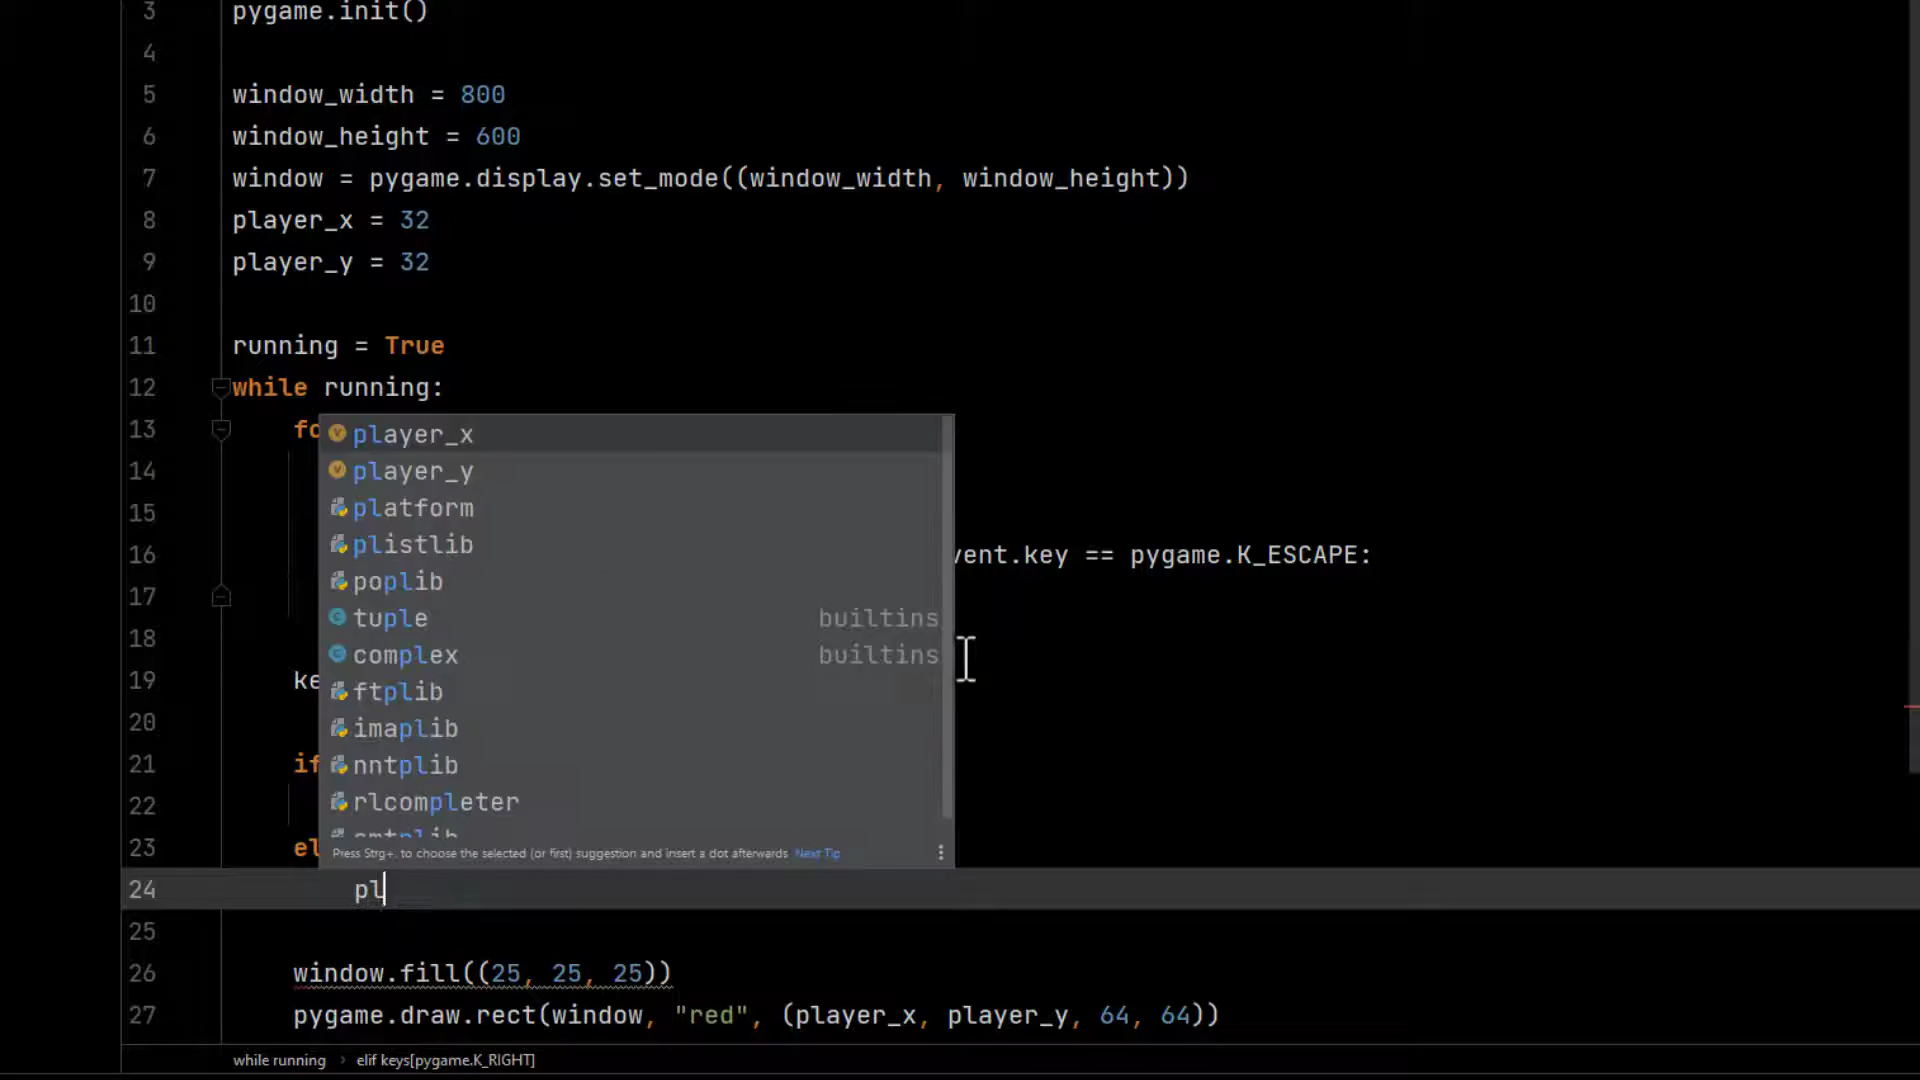 3 pygame.init()
4
5 window_width = 800
6 window_height = 600
7 window = pygame.display.set_mode((window_width, window_height))
8 player_x = 32
9 player_y = 32
10
11 running = True
12 while running:
13 fo
player_x
player_y
14
platform
15
plistlib
16 vent.key == pygame.K_ESCAPE:
poplib
17
tuple builtins
18
complex builtins
19 ke
ftplib
20
imaplib
21 if
nntplib
22
rlcompleter
smtplib
23 el
Press Strg+. to choose the selected (or first) suggestion and insert a dot afterwards Next Tip
24 pl
25
26 window.fill((25, 25, 25))
27 pygame.draw.rect(window, "red", (player_x, player_y, 64, 64))
while running › elif keys[pygame.K_RIGHT]